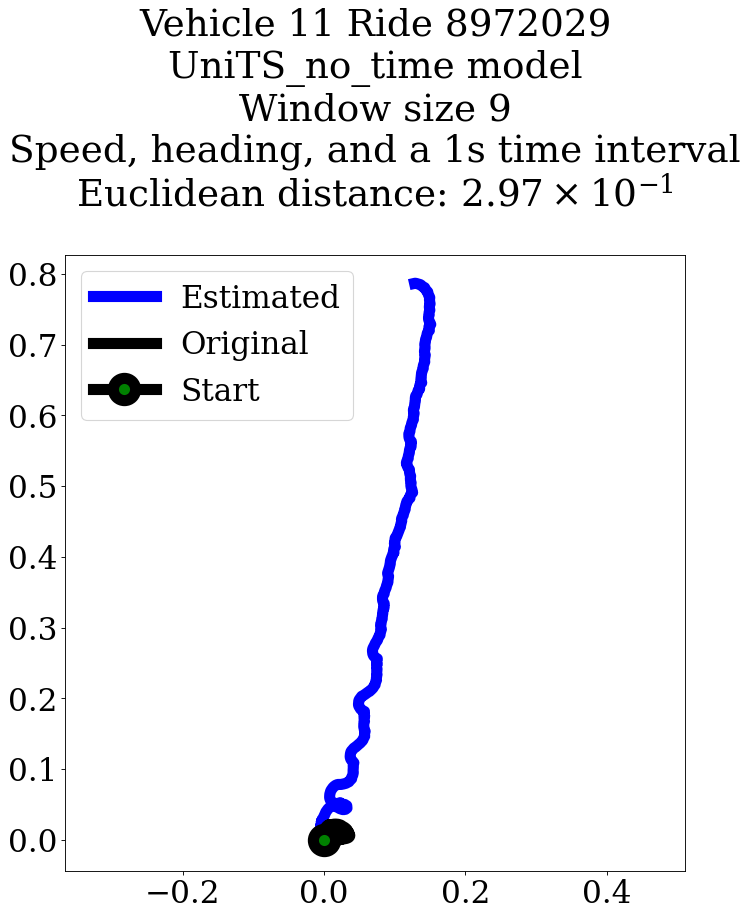 Vehicle 11 Ride 8972029
UniTS_no_time model
Window size 9
Speed, heading, and a 1s time interval
Euclidean distance: 2.97 × 10⁻¹
0.8
0.7
0.6
0.5
0.4
0.3
0.2
0.1
0.0
Estimated
Original
Start
−0.2 0.0 0.2 0.4